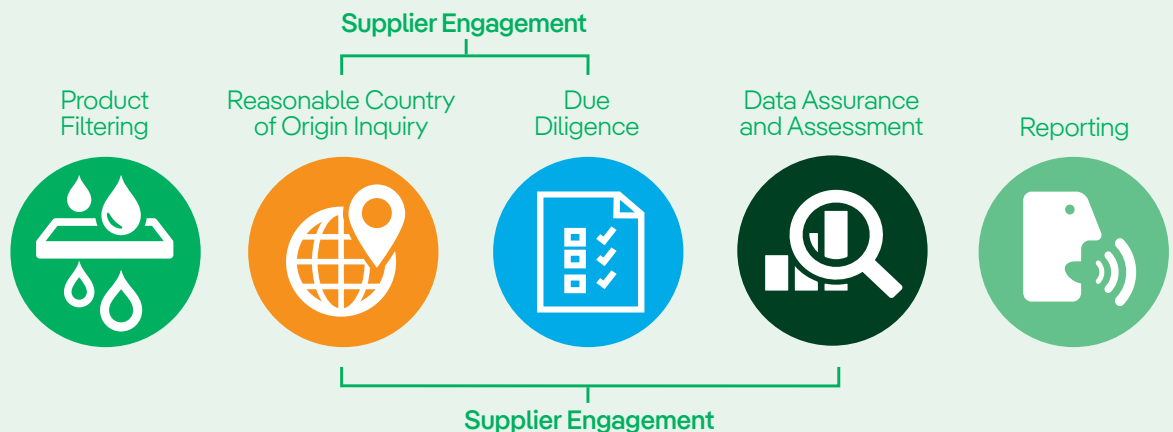 Supplier Engagement
Product
Filtering
Reasonable Country
of Origin Inquiry
Due
Diligence
Data Assurance
and Assessment
Reporting
Supplier Engagement